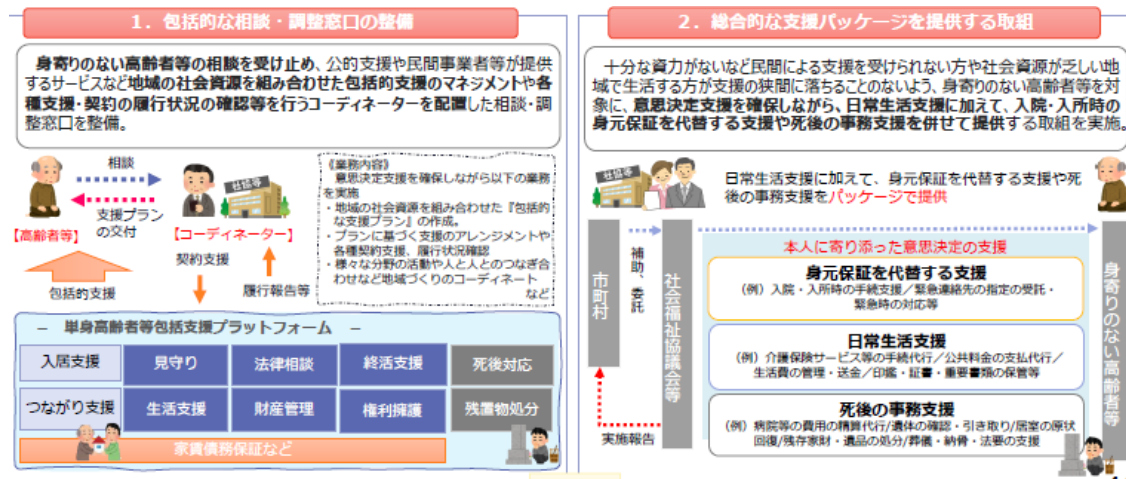 1．包括的な相談・調整窓口の整備
身寄りのない高齢者等の相談を受け止め、公的支援や民間事業者等が提供
するサービスなど地域の社会資源を組み合わせた包括的支援のマネジメントや各
種支援・契約の履行状況の確認等を行うコーディネーターを配置した相談・調
整窓口を整備。
相談
支援プラン
の交付
【高齢者等】
社協等
【コーディネーター】
契約支援
包括的支援
履行報告等
《業務内容》
意思決定支援を確保しながら以下の業務
を実施
・地域の社会資源を組み合わせた『包括的
な支援プラン』の作成。
・プランに基づく支援のアレンジメントや
各種契約支援、履行状況確認
・様々な分野の活動や人と人とのつなぎ合
わせなど地域づくりのコーディネート
など
－ 単身高齢者等包括支援プラットフォーム －
入居支援
見守り
法律相談
終活支援
死後対応
つながり支援
生活支援
財産管理
権利擁護
残置物処分
家賃債務保証など
2．総合的な支援パッケージを提供する取組
十分な資力がないなど民間による支援を受けられない方や社会資源が乏しい地
域で生活する方が支援の狭間に落ちることのないよう、身寄りのない高齢者等を対
象に、意思決定支援を確保しながら、日常生活支援に加えて、入院・入所時の
身元保証を代替する支援や死後の事務支援を併せて提供する取組を実施。
社協等
日常生活支援に加えて、身元保証を代替する支援や死
後の事務支援をパッケージで提供
市町村
補助、委託
実施報告
社会福祉協議会等
本人に寄り添った意思決定の支援
身元保証を代替する支援
（例）入院・入所時の手続支援／緊急連絡先の指定の受託・
緊急時の対応等
日常生活支援
（例）介護保険サービス等の手続代行／公共料金の支払代行／
生活費の管理・送金／印鑑・証書・重要書類の保管等
死後の事務支援
（例）病院等の費用の精算代行/遺体の確認・引き取り/居室の原状
回復/残存家財・遺品の処分/葬儀・納骨・法要の支援
身寄りのない高齢者等